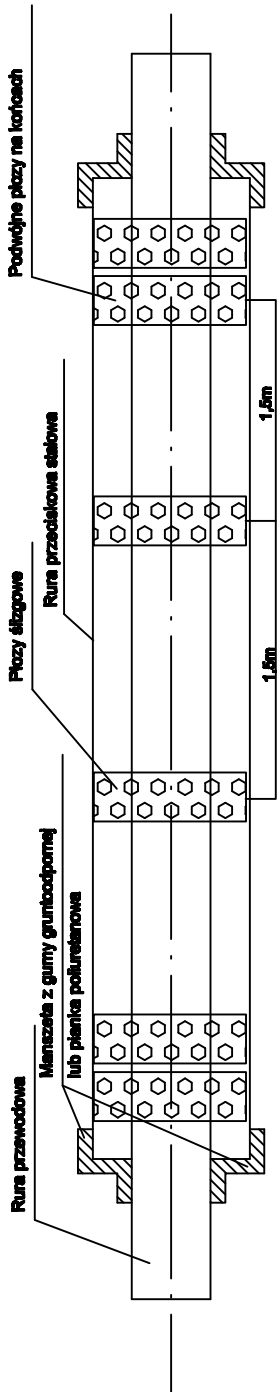 Rura przewodowa
Manszeta z gumy gruntoodpornej
lub pianka poliuretanowa
Płozy ślizgowe
Rura przeciskowa stalowa
Podwójne płozy na końcach
1,5m
1,5m